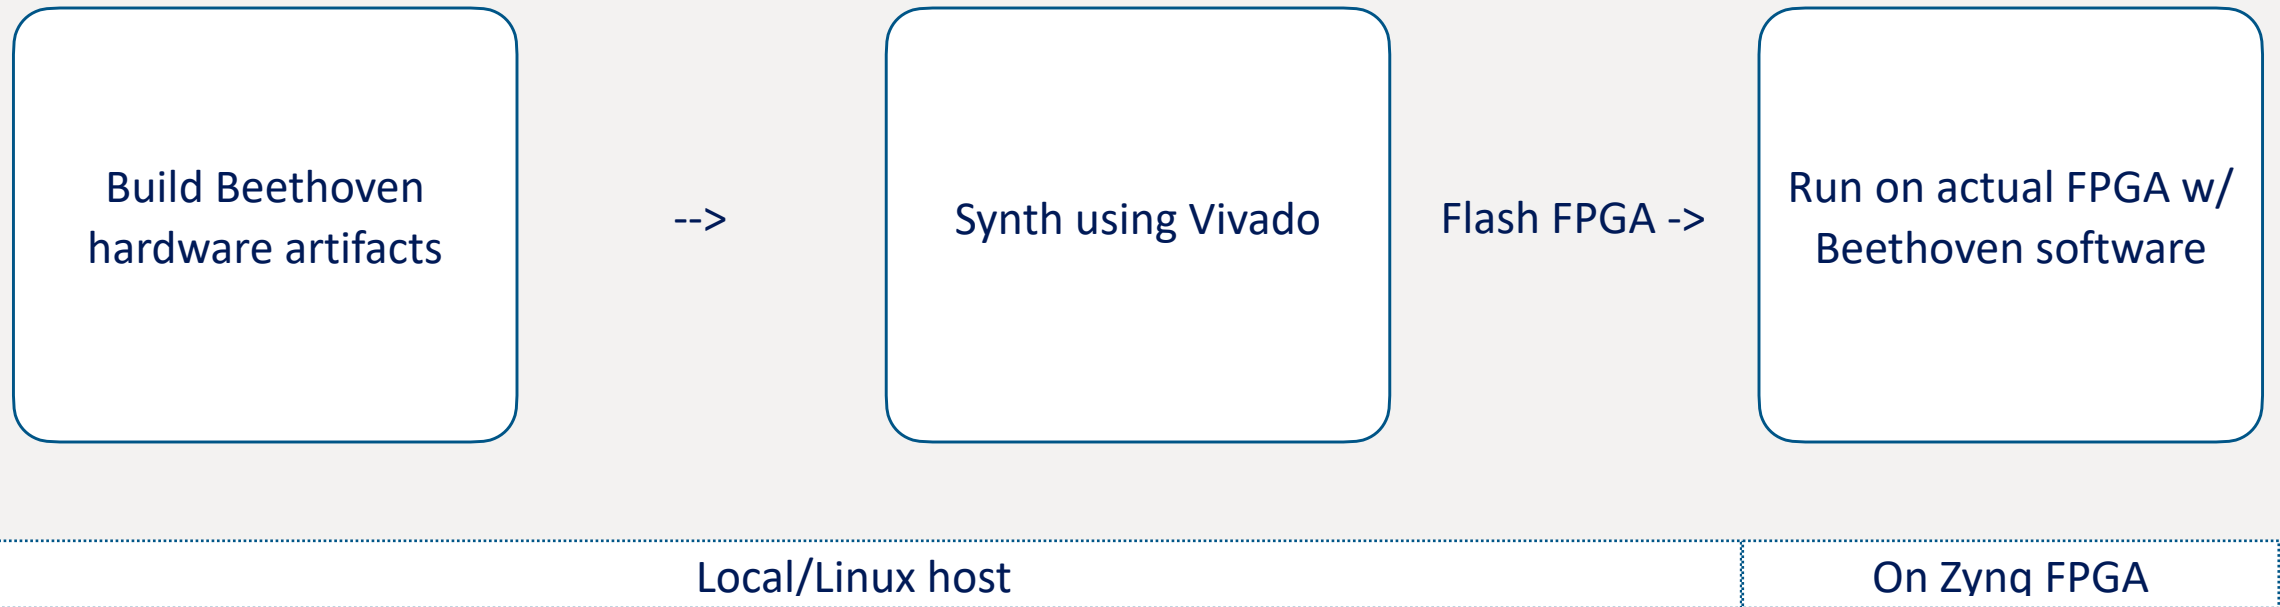 Build Beethoven
hardware artifacts
-->
Synth using Vivado
Flash FPGA ->
Run on actual FPGA w/
Beethoven software
Local/Linux host
On Zynq FPGA